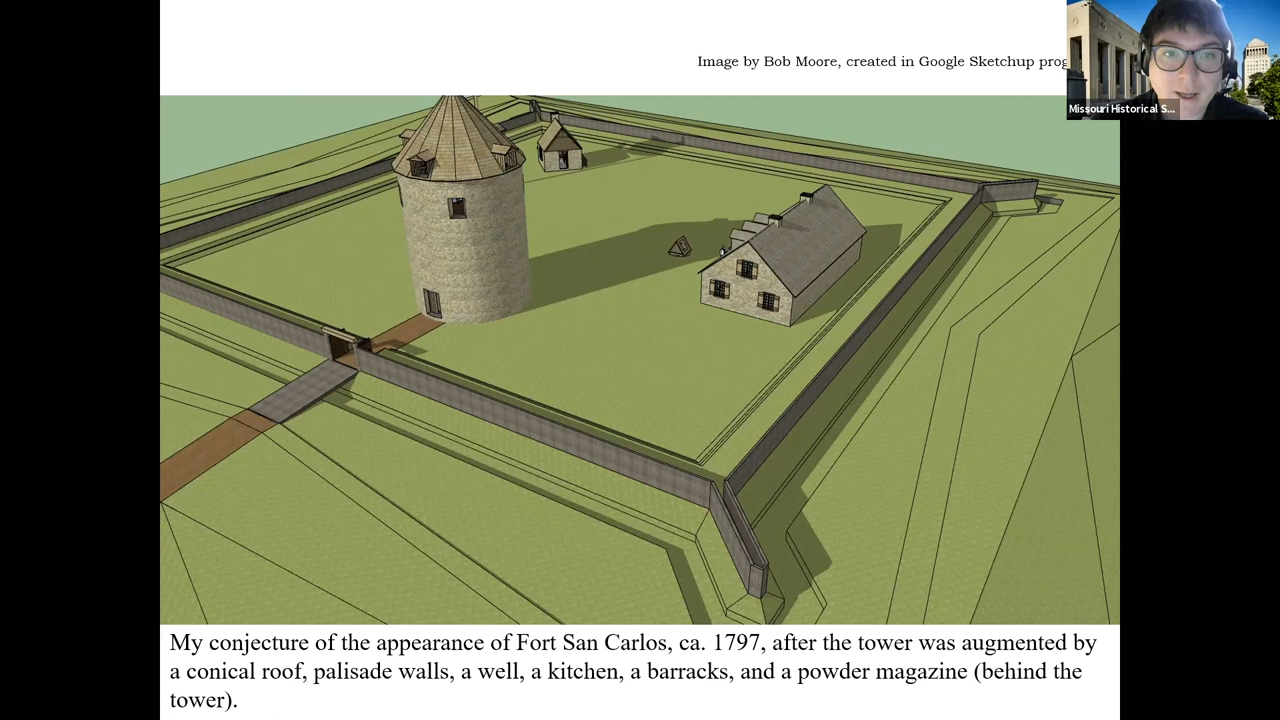 Image by Bob Moore, created in Google Sketchup prog
Missouri Historical S...
My conjecture of the appearance of Fort San Carlos, ca. 1797, after the tower was augmented by
a conical roof, palisade walls, a well, a kitchen, a barracks, and a powder magazine (behind the
tower).